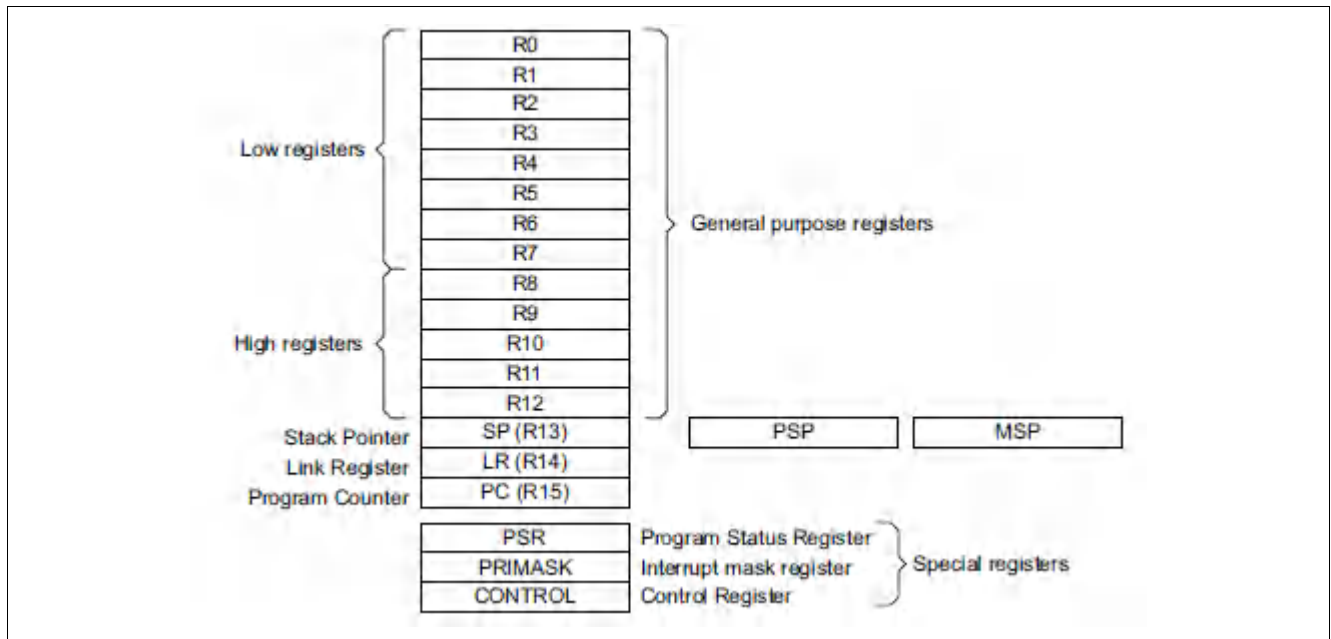 R0
R1
R2
R3
Low registers
R4
R5
R6
General purpose registers
R7
R8
R9
High registers
R10
R11
R12
Stack Pointer
SP (R13)
PSP
MSP
Link Register
LR (R14)
Program Counter
PC (R15)
PSR
Program Status Register
PRIMASK
Interrupt mask register
Special registers
CONTROL
Control Register